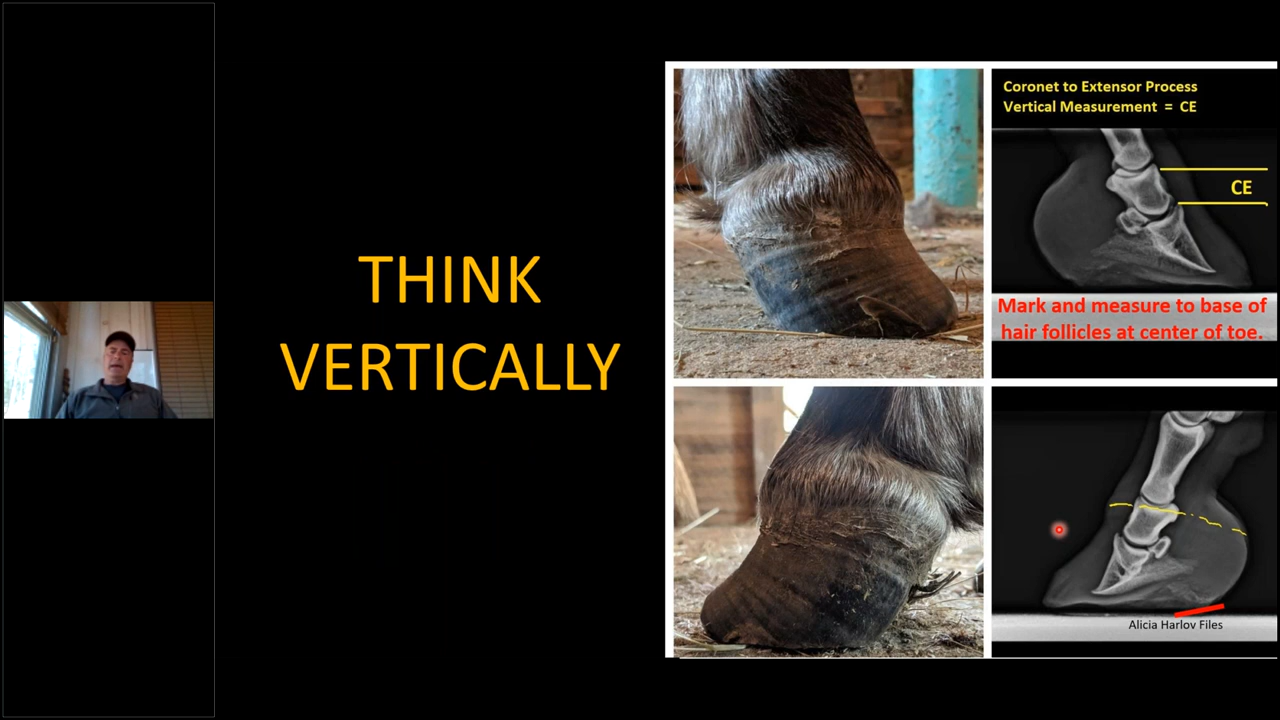 THINK
VERTICALLY
Coronet to Extensor Process
Vertical Measurement = CE
CE
Mark and measure to base of
hair follicles at center of toe.
Alicia Harlov Files